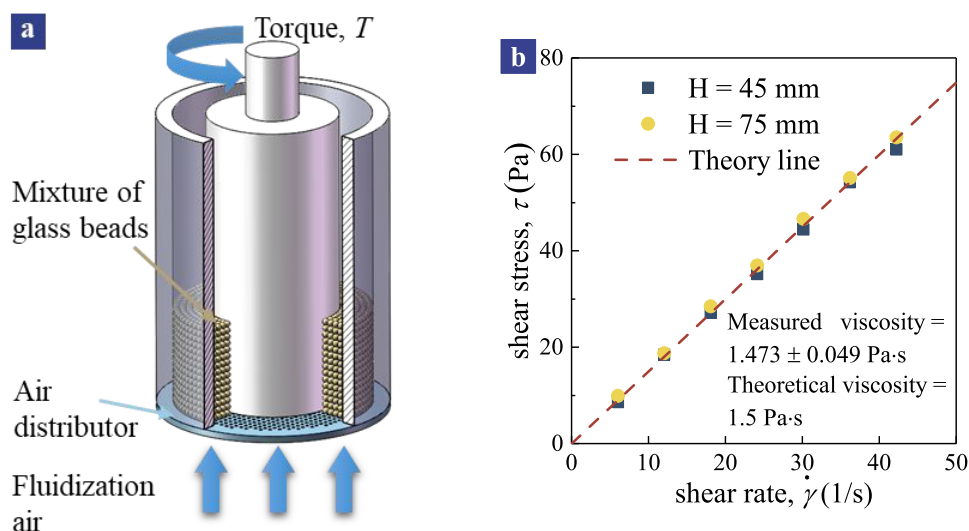 a
Torque, T
Mixture of
glass beads
Air
distributor
Fluidization
air
b
80
60
40
20
0
H = 45 mm
H = 75 mm
Theory line
Measured viscosity =
1.473 ± 0.049 Pa·s
Theoretical viscosity =
1.5 Pa·s
shear stress, τ (Pa)
0 10 20 30 40 50
shear rate, γ̇ (1/s)